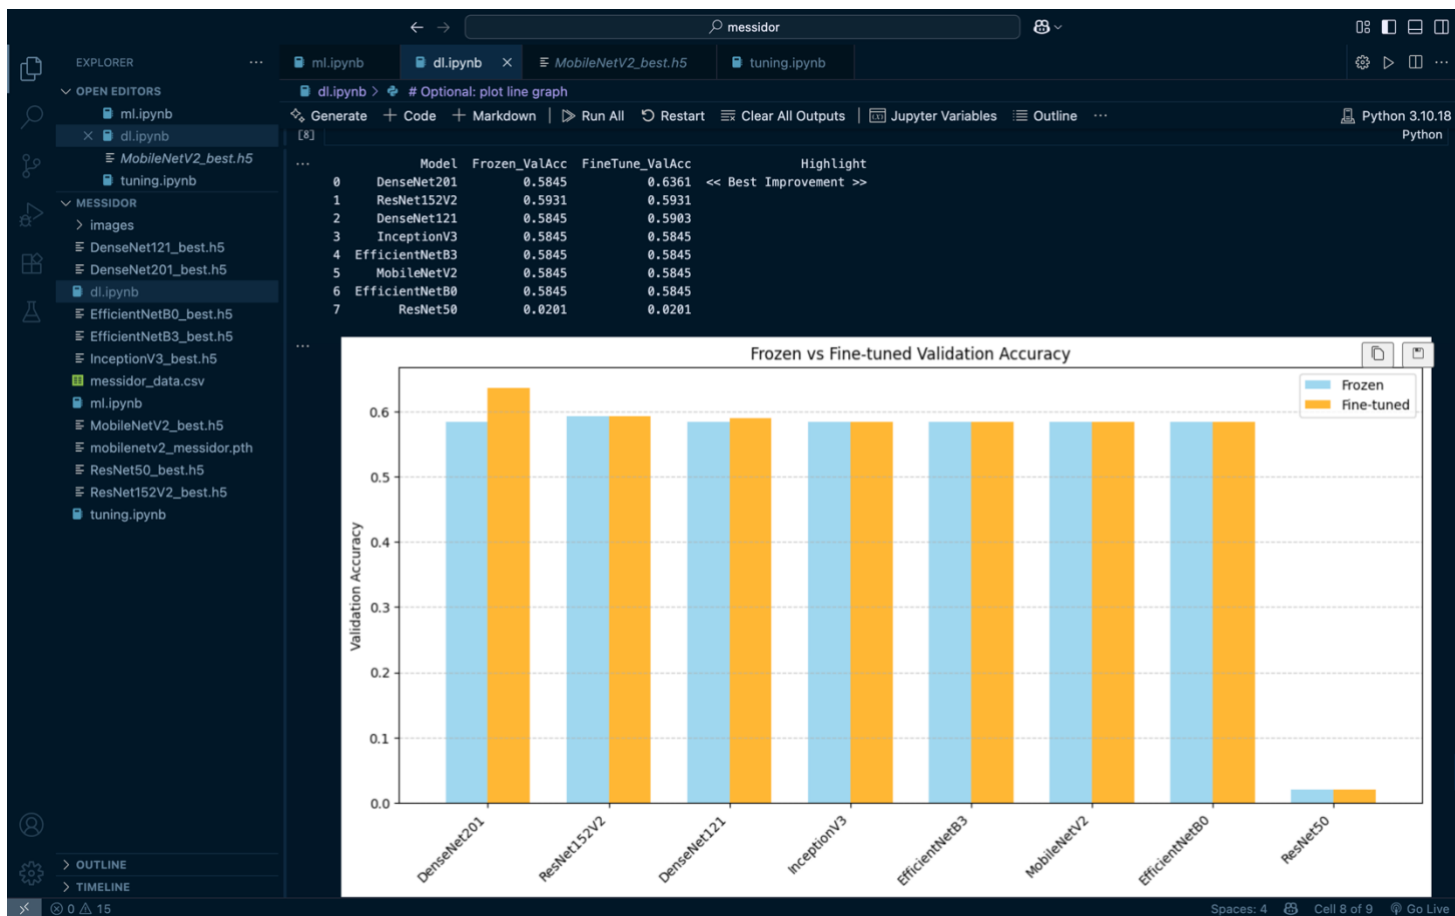 messidor
EXPLORER
OPEN EDITORS
ml.ipynb
dl.ipynb
MobileNetV2_best.h5
tuning.ipynb
MESSIDOR
images
DenseNet121_best.h5
DenseNet201_best.h5
dl.ipynb
EfficientNetB0_best.h5
EfficientNetB3_best.h5
InceptionV3_best.h5
messidor_data.csv
ml.ipynb
MobileNetV2_best.h5
mobilenetv2_messidor.pth
ResNet50_best.h5
ResNet152V2_best.h5
tuning.ipynb
OUTLINE
TIMELINE
ml.ipynb dl.ipynb MobileNetV2_best.h5 tuning.ipynb
dl.ipynb > # Optional: plot line graph
Generate + Code + Markdown | Run All Restart Clear All Outputs | Jupyter Variables Outline ... Python 3.10.18
[8] Python
Model Frozen_ValAcc FineTune_ValAcc Highlight
0 DenseNet201 0.5845 0.6361 << Best Improvement >>
1 ResNet152V2 0.5931 0.5931
2 DenseNet121 0.5845 0.5903
3 InceptionV3 0.5845 0.5845
4 EfficientNetB3 0.5845 0.5845
5 MobileNetV2 0.5845 0.5845
6 EfficientNetB0 0.5845 0.5845
7 ResNet50 0.0201 0.0201
Frozen vs Fine-tuned Validation Accuracy
Frozen
Fine-tuned
Validation Accuracy
0.6
0.5
0.4
0.3
0.2
0.1
0.0
DenseNet201
ResNet152V2
DenseNet121
InceptionV3
EfficientNetB3
MobileNetV2
EfficientNetB0
ResNet50
0 15 Spaces: 4 Cell 8 of 9 Go Live